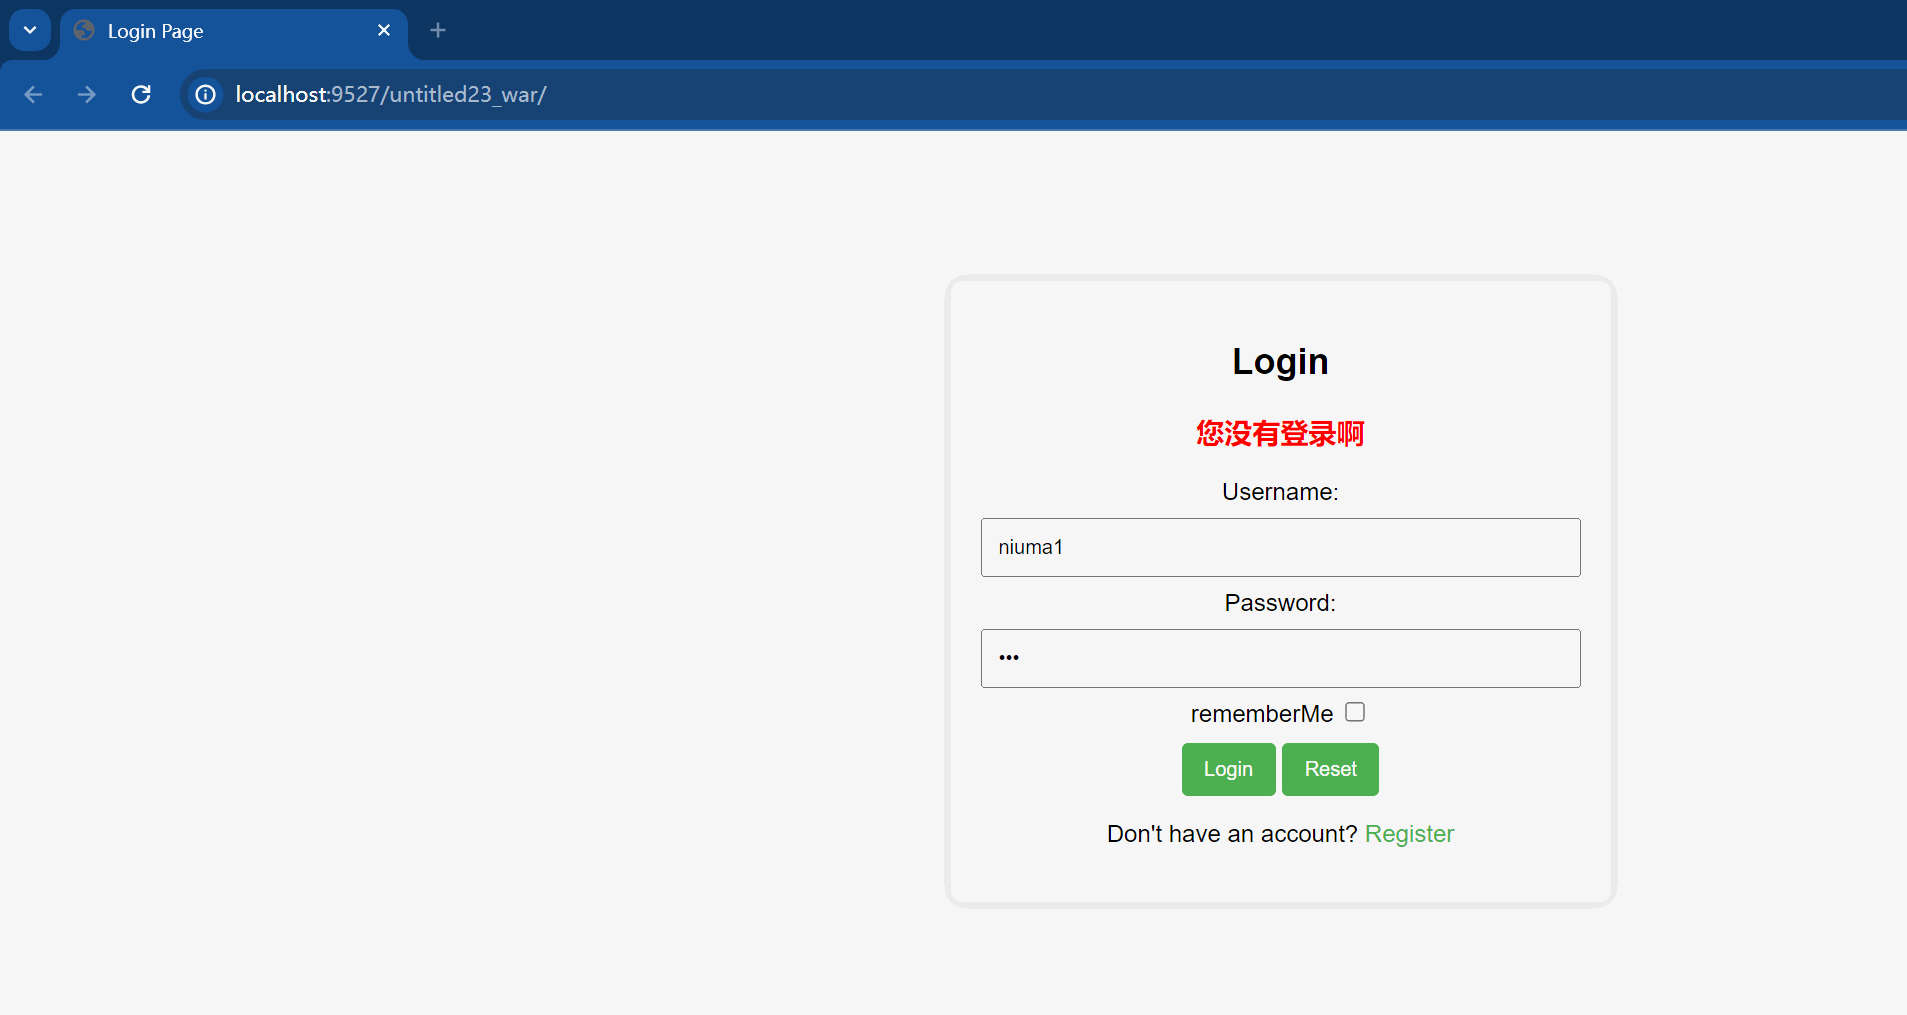 Login Page
localhost:9527/untitled23_war/
Login
您没有登录啊
Username:
niuma1
Password:
•••
rememberMe
Login Reset
Don't have an account? Register